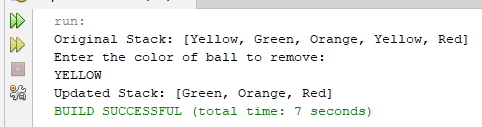 run:
Original Stack: [Yellow, Green, Orange, Yellow, Red]
Enter the color of ball to remove:
YELLOW
Updated Stack: [Green, Orange, Red]
BUILD SUCCESSFUL (total time: 7 seconds)